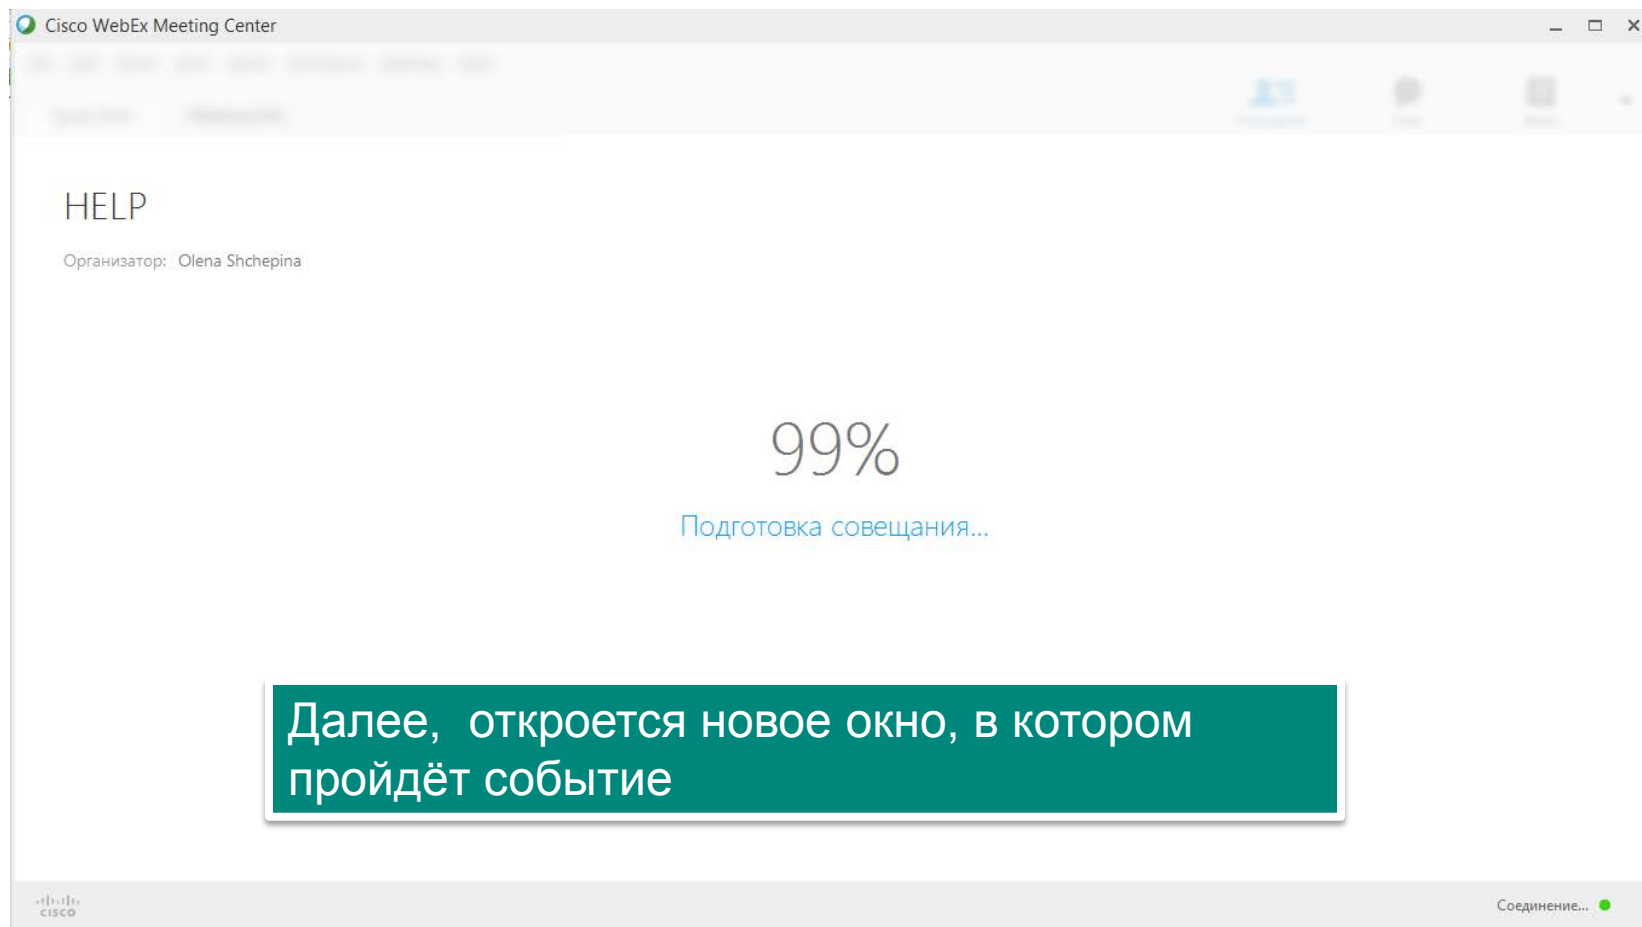 Cisco WebEx Meeting Center
HELP
Организатор: Olena Shchepina
99%
Подготовка совещания...
Далее, откроется новое окно, в котором
пройдёт событие
cisco
Соединение...